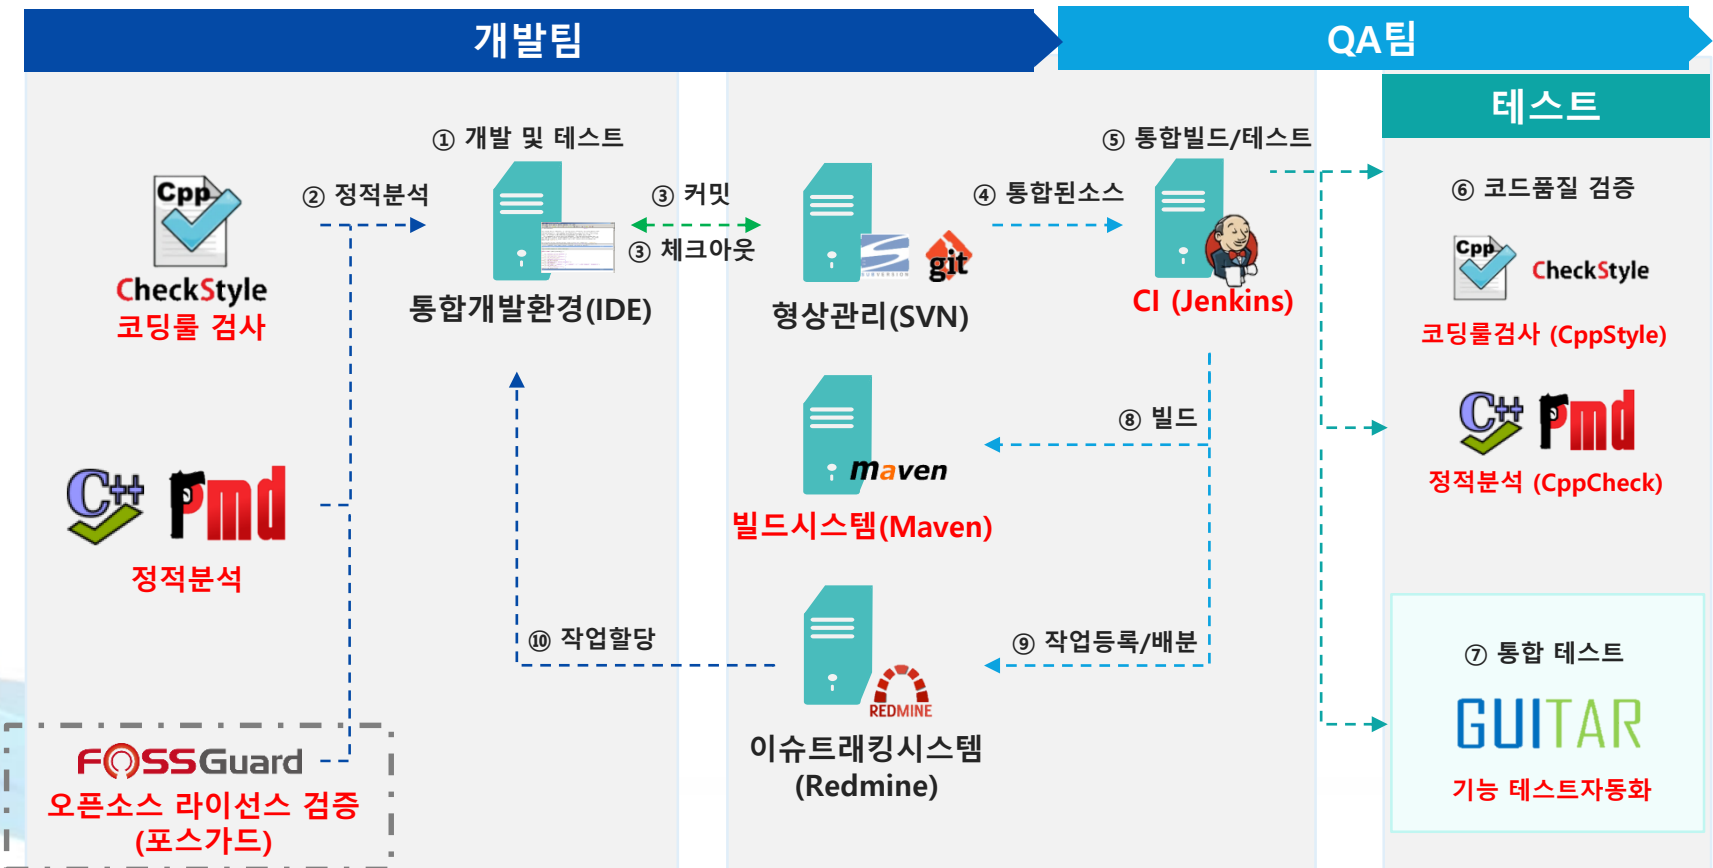 개발팀
QA팀
테스트
① 개발 및 테스트
② 정적분석
③ 커밋
③ 체크아웃
④ 통합된소스
⑤ 통합빌드/테스트
Cpp
CheckStyle
코딩룰 검사
통합개발환경(IDE)
SUBVERSION
git
형상관리(SVN)
CI (Jenkins)
⑥ 코드품질 검증
Cpp
CheckStyle
코딩룰검사 (CppStyle)
C++
Pmd
정적분석 (CppCheck)
C++
Pmd
정적분석
⑧ 빌드
maven
빌드시스템(Maven)
⑨ 작업등록/배분
⑩ 작업할당
REDMINE
이슈트래킹시스템
(Redmine)
FOSSGuard
오픈소스 라이선스 검증
(포스가드)
⑦ 통합 테스트
GUITAR
기능 테스트자동화